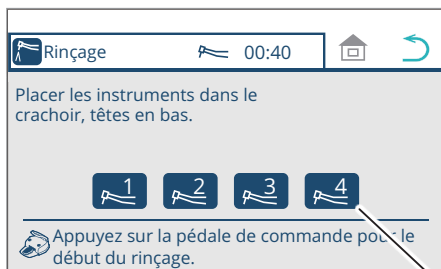 Rinçage 00:40
Placer les instruments dans le
crachoir, têtes en bas.
1 2 3 4
Appuyez sur la pédale de commande pour le
début du rinçage.